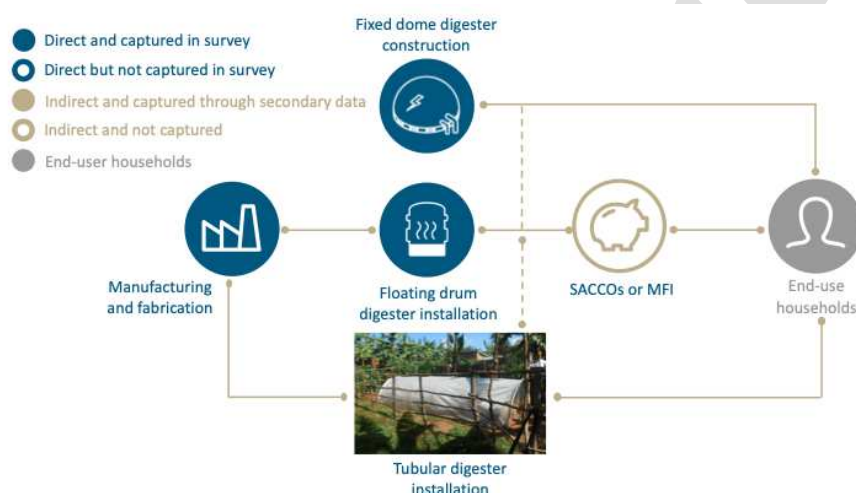 Fixed dome digester
construction
Direct and captured in survey
Direct but not captured in survey
Indirect and captured through secondary data
Indirect and not captured
End-user households
Manufacturing
and fabrication
Floating drum
digester installation
SACCOs or MFI
End-use
households
Tubular digester
installation